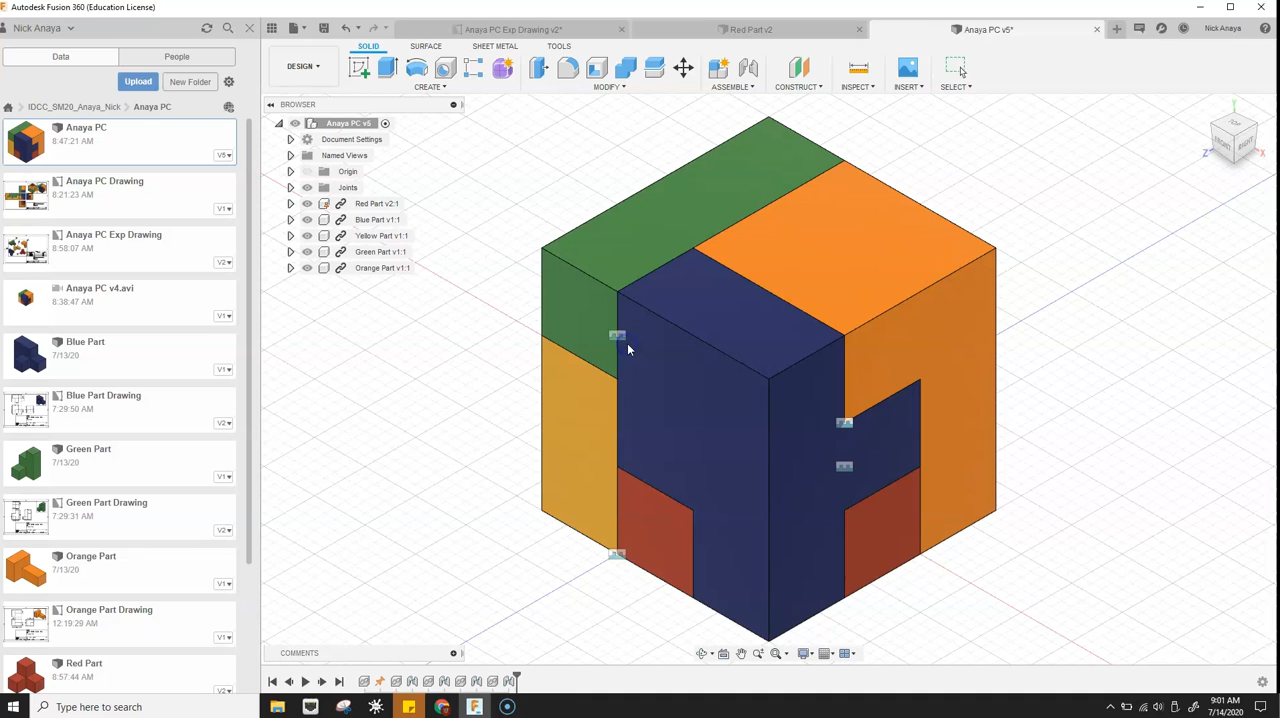 Autodesk Fusion 360 (Education License)
Nick Anaya
Anaya PC Exp Drawing v2*
Red Part v2
Anaya PC v5*
Nick Anaya
Data
People
SOLID
SURFACE
SHEET METAL
TOOLS
DESIGN
Upload
New Folder
CREATE
MODIFY
ASSEMBLE
CONSTRUCT
INSPECT
INSERT
SELECT
IDCC_SM20_Anaya_Nick
Anaya PC
BROWSER
Anaya PC v5
Document Settings
Named Views
Origin
Joints
Red Part v2:1
Blue Part v1:1
Yellow Part v1:1
Green Part v1:1
Orange Part v1:1
Anaya PC
8:47:21 AM
V5
Anaya PC Drawing
8:21:23 AM
V1
Anaya PC Exp Drawing
8:58:07 AM
V2
Anaya PC v4.avi
8:38:47 AM
V1
Blue Part
7/13/20
V1
Blue Part Drawing
7:29:50 AM
V2
Green Part
7/13/20
V1
Green Part Drawing
7:29:31 AM
V2
Orange Part
7/13/20
V1
Orange Part Drawing
12:19:29 AM
V1
Red Part
8:57:44 AM
V2
Y
TOP
FRONT
RIGHT
Z
X
COMMENTS
Type here to search
9:01 AM
7/14/2020